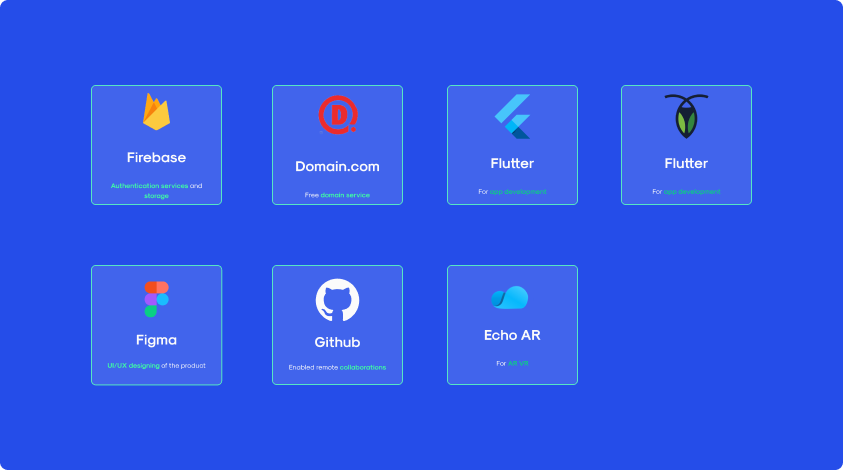 Firebase
Authentication services and
storage
Domain.com
Free domain service
Flutter
For app development
Flutter
For app development
Figma
UI/UX designing of the product
Github
Enabled remote collaborations
Echo AR
For AR VR